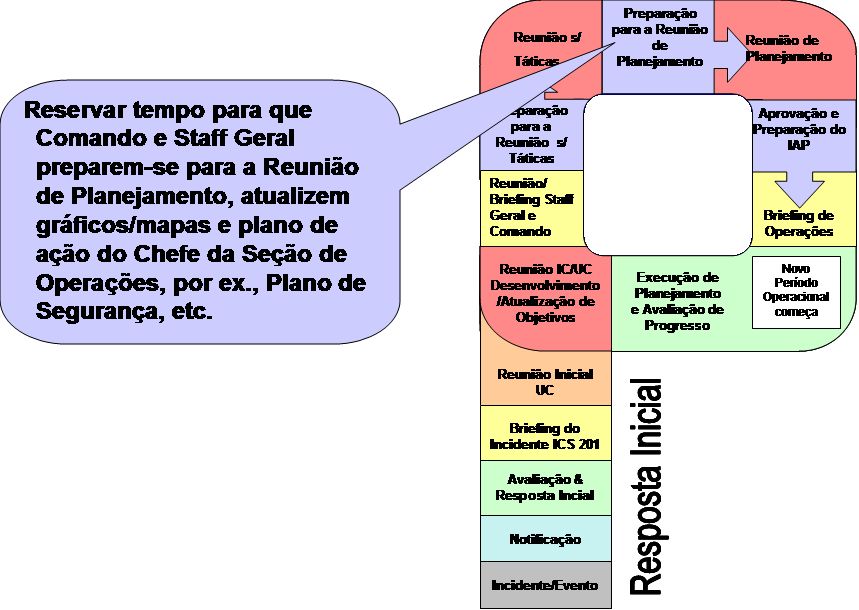 Reservar tempo para que
Comando e Staff Geral
preparem-se para a Reunião
de Planejamento, atualizem
gráficos/mapas e plano de
ação do Chefe da Seção de
Operações, por ex., Plano de
Segurança, etc.
Reunião s/
Táticas
Preparação
para a Reunião
de
Planejamento
Reunião de
Planejamento
eparação
para a
Reunião s/
Táticas
Aprovação e
Preparação do
IAP
Reunião/
Briefing Staff
Geral e
Comando
Briefing de
Operações
Reunião IC/UC
Desenvolvimento
/Atualização de
Objetivos
Execução de
Planejamento
e Avaliação de
Progresso
Novo
Período
Operacional
começa
Reunião Inicial
UC
Briefing do
Incidente ICS 201
Avaliação &
Resposta Incial
Notificação
Incidente/Evento
Resposta Inicial